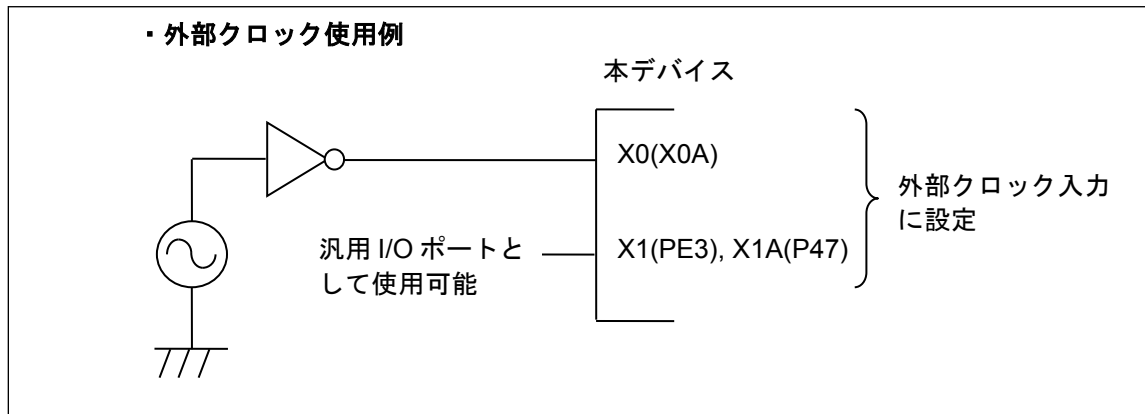 ・外部クロック使用例
本デバイス
X0(X0A)
外部クロック入力
に設定
汎用 I/O ポートと
して使用可能
X1(PE3), X1A(P47)